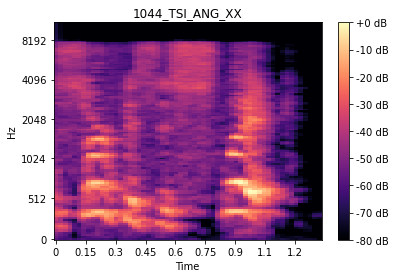 1044_TSI_ANG_XX
+0 dB
8192
-10 dB
4096
-20 dB
-30 dB
2048
Hz
-40 dB
1024
-50 dB
-60 dB
512
-70 dB
0
-80 dB
0 0.15 0.3 0.45 0.6 0.75 0.9 1.1 1.2
Time